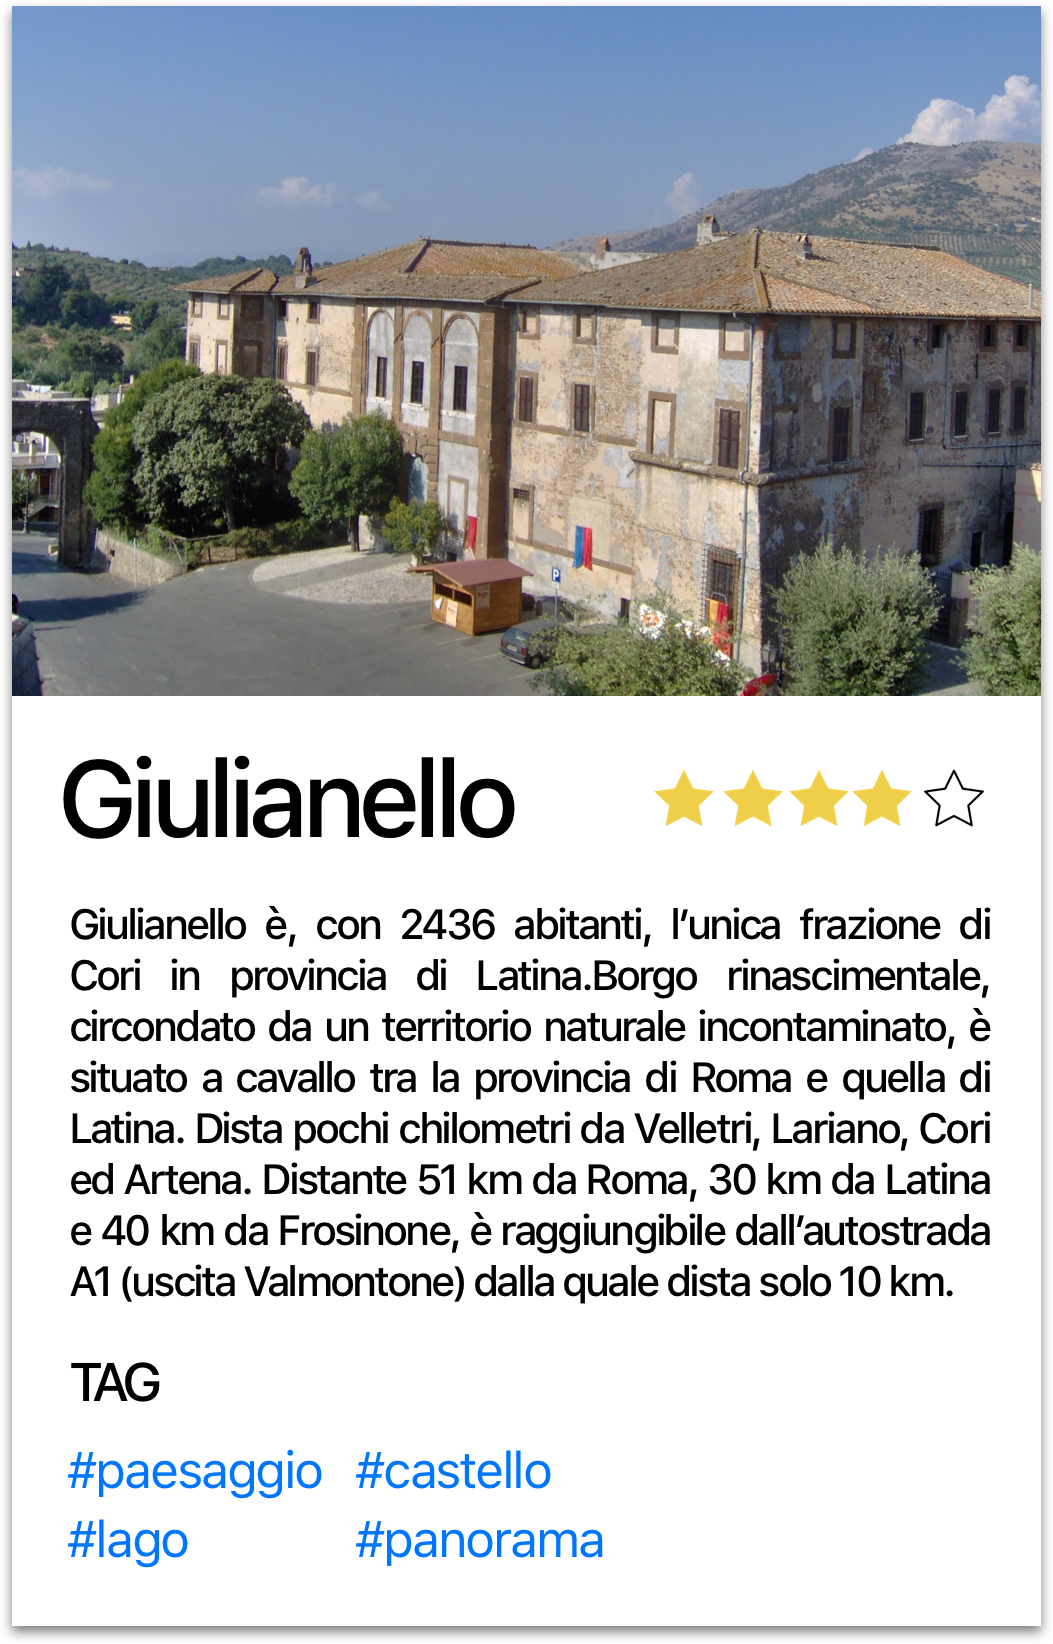 P
Giulianello
Giulianello è, con 2436 abitanti, l’unica frazione di
Cori in provincia di Latina.Borgo rinascimentale,
circondato da un territorio naturale incontaminato, è
situato a cavallo tra la provincia di Roma e quella di
Latina. Dista pochi chilometri da Velletri, Lariano, Cori
ed Artena. Distante 51 km da Roma, 30 km da Latina
e 40 km da Frosinone, è raggiungibile dall’autostrada
A1 (uscita Valmontone) dalla quale dista solo 10 km.
TAG
#paesaggio #castello
#lago #panorama